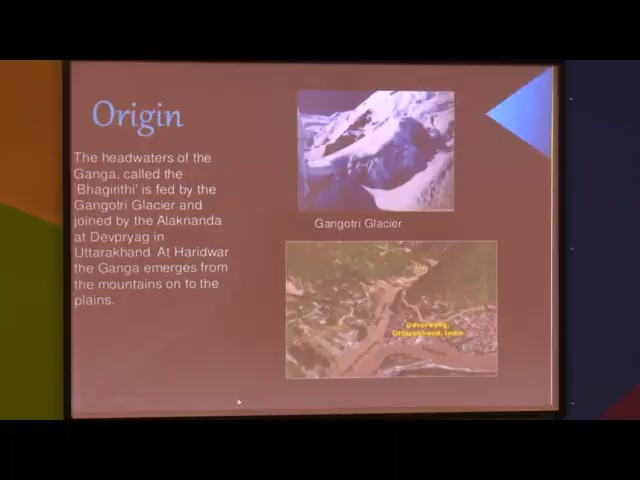 Origin
The headwaters of the
Ganga, called the
'Bhagirithi' is fed by the
Gangotri Glacier and
joined by the Alaknanda
at Devpryag in
Uttarakhand. At Haridwar
the Ganga emerges from
the mountains on to the
plains.
Gangotri Glacier
Devpryag,
Uttarakhand, India